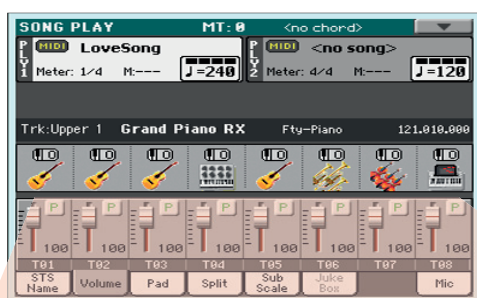 SONG PLAY MT: 0 <no chord>
PLY1 MIDI LoveSong
Meter: 1/4 M:--- ♩=240
PLY2 MIDI <no song>
Meter: 4/4 M:--- ♩=120
Trk:Upper 1 Grand Piano RX Fty-Piano 121.010.000
P P P P P P P P
100 100 100 100 100 100 100 100
T01 T02 T03 T04 T05 T06 T07 T08
STS Name Volume Pad Split Sub Scale Juke Box Mic